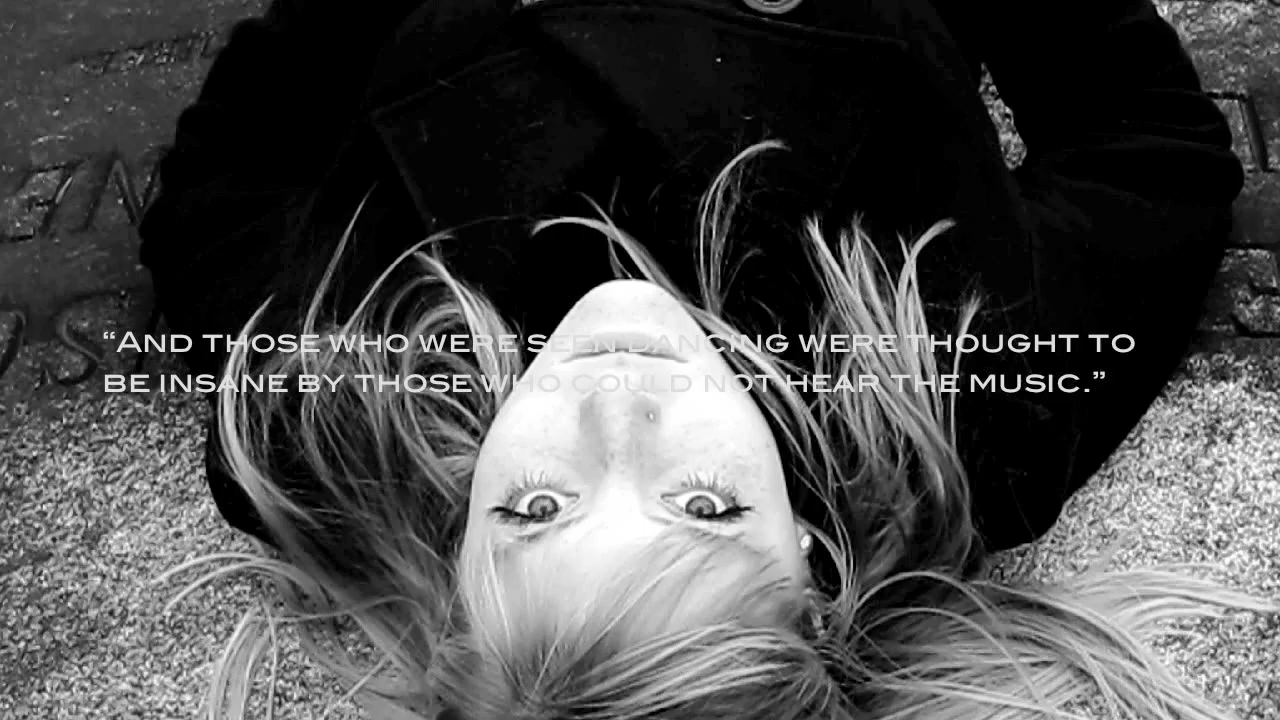 “And those who were seen dancing were thought to
be insane by those who could not hear the music.”